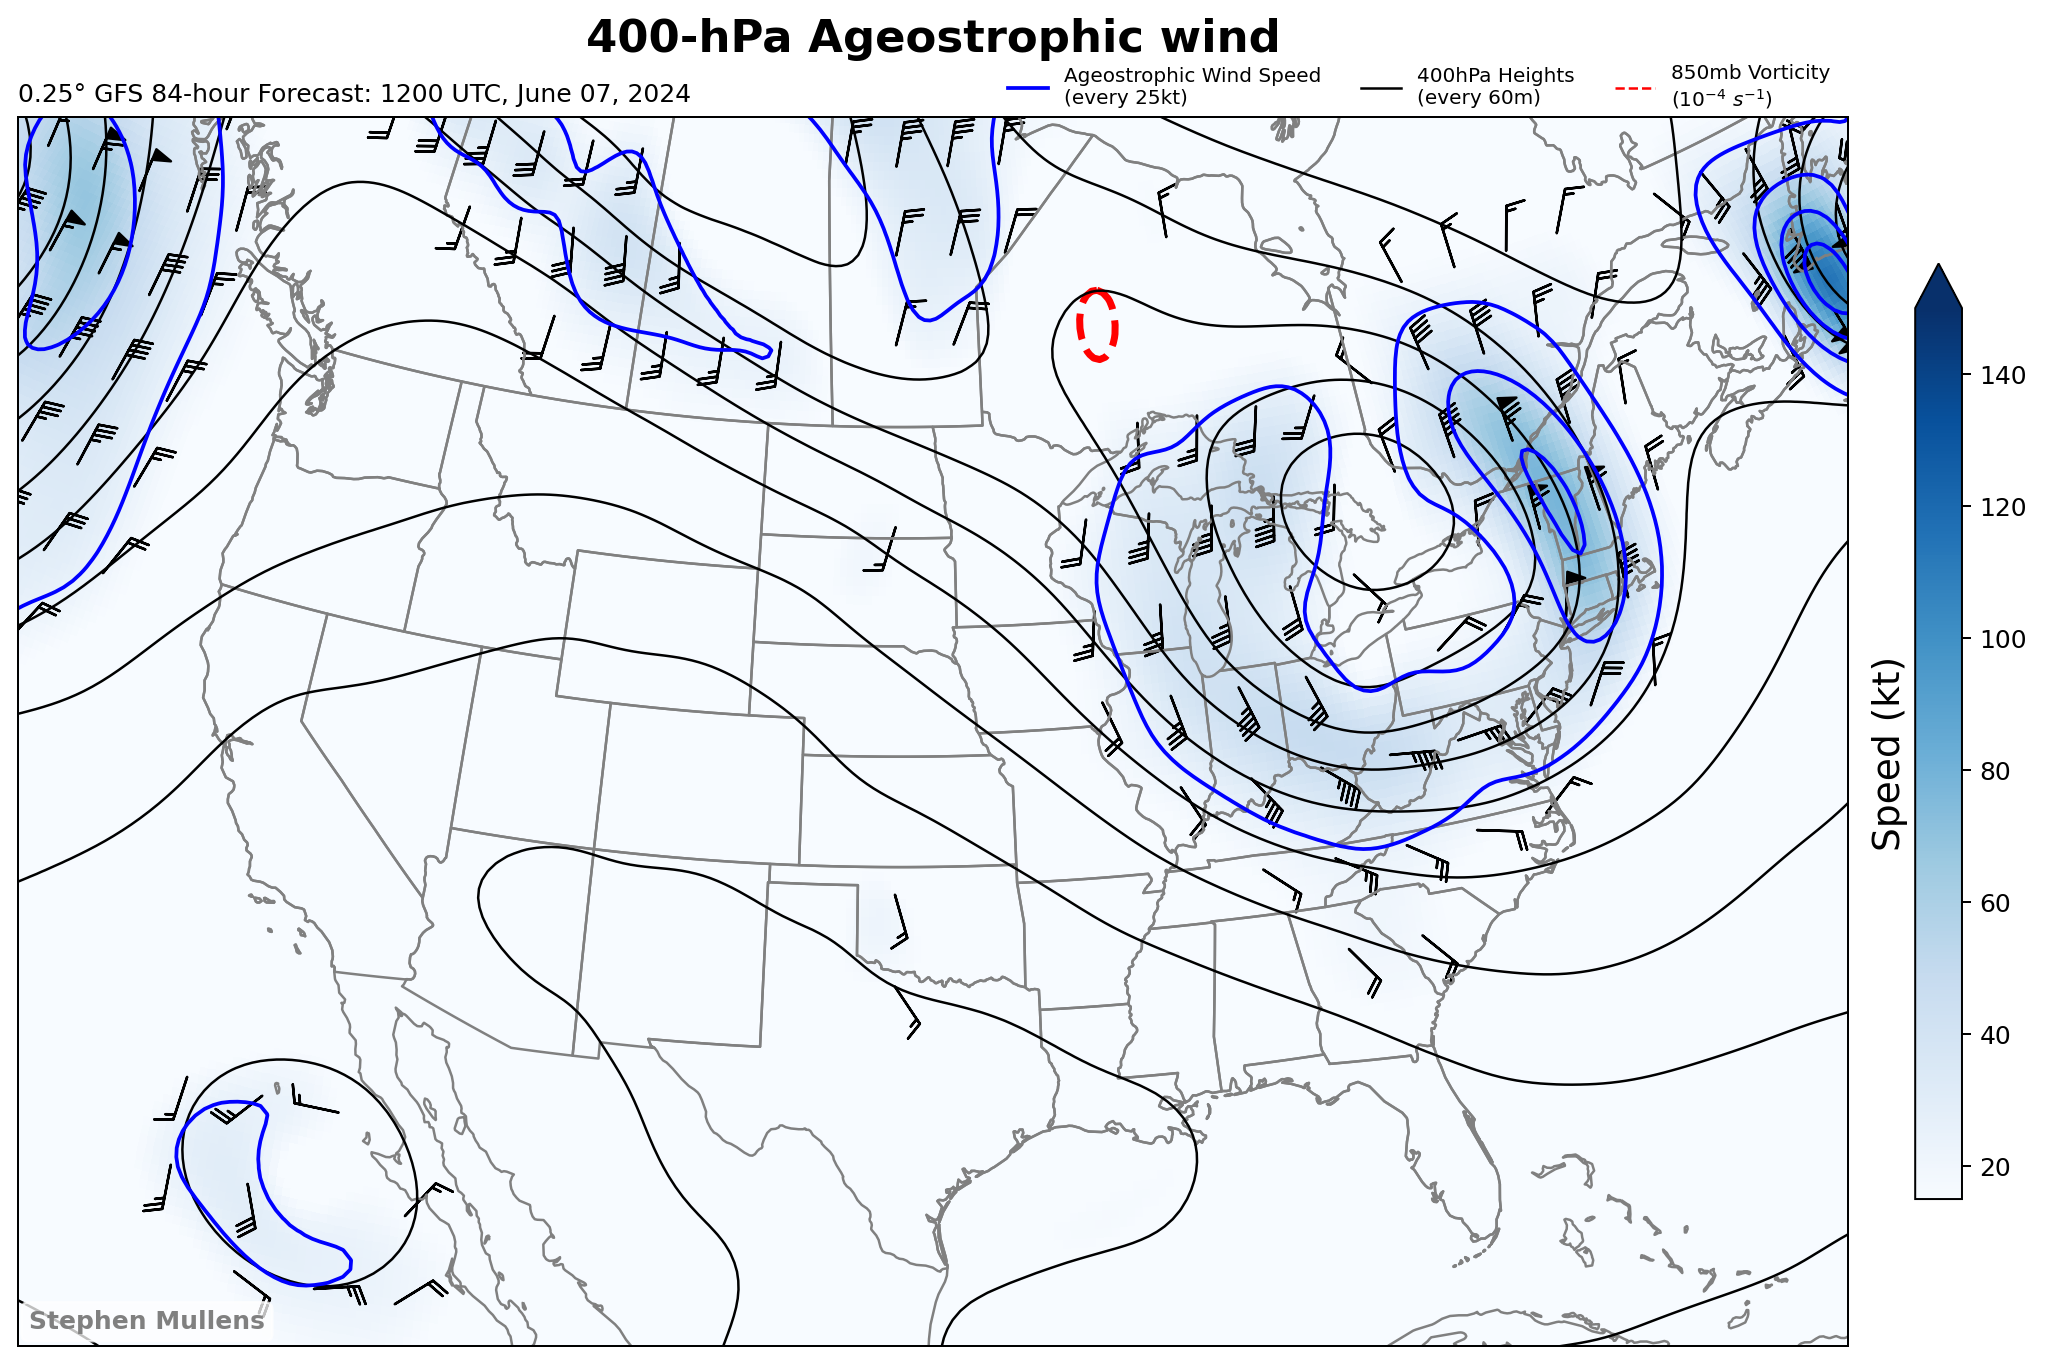 400-hPa Ageostrophic wind
0.25° GFS 84-hour Forecast: 1200 UTC, June 07, 2024
Ageostrophic Wind Speed
(every 25kt)
400hPa Heights
(every 60m)
850mb Vorticity
(10⁻⁴ s⁻¹)
140
120
100
80
60
40
20
Speed (kt)
Stephen Mullens